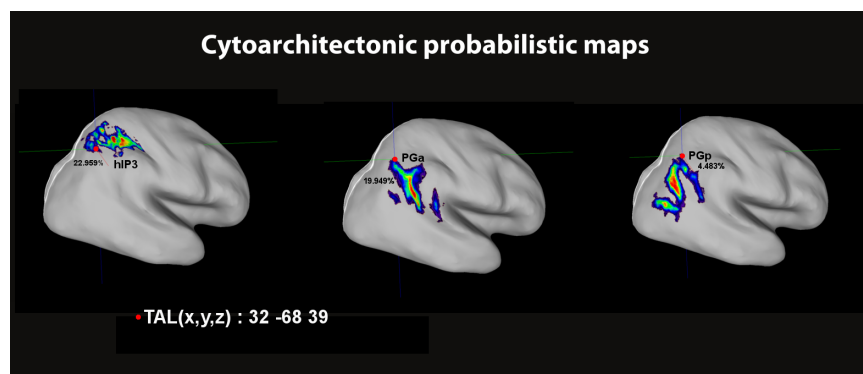 Cytoarchitectonic probabilistic maps
22.959%
hIP3
PGa
19.949%
PGp
4.483%
TAL(x,y,z) : 32 -68 39